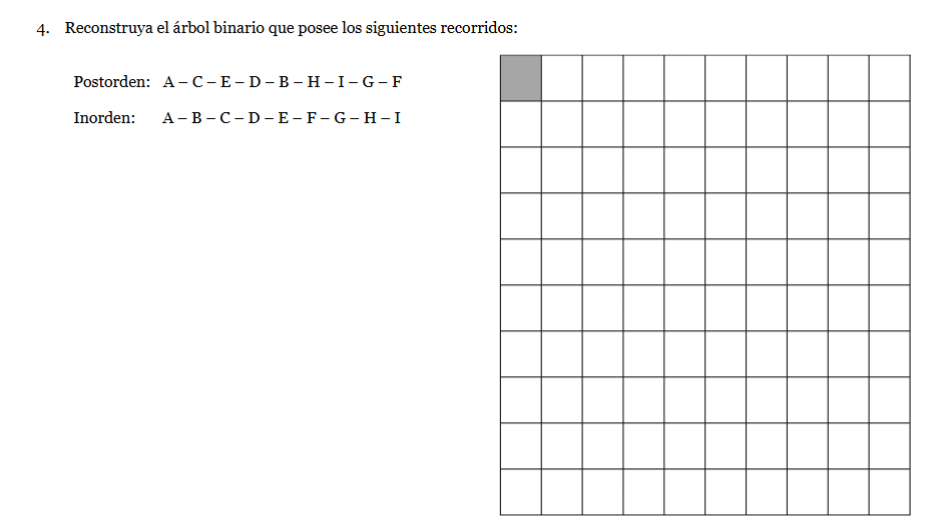 4. Reconstruya el árbol binario que posee los siguientes recorridos:
Postorden: A – C – E – D – B – H – I – G – F
Inorden: A – B – C – D – E – F – G – H – I